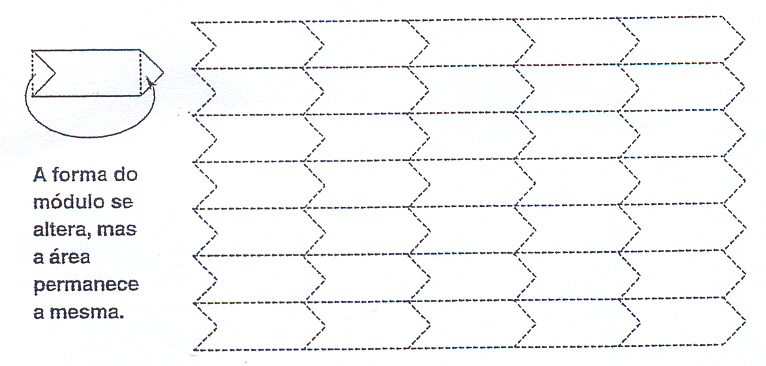 A forma do
módulo se
altera, mas
a área
permanece
a mesma.